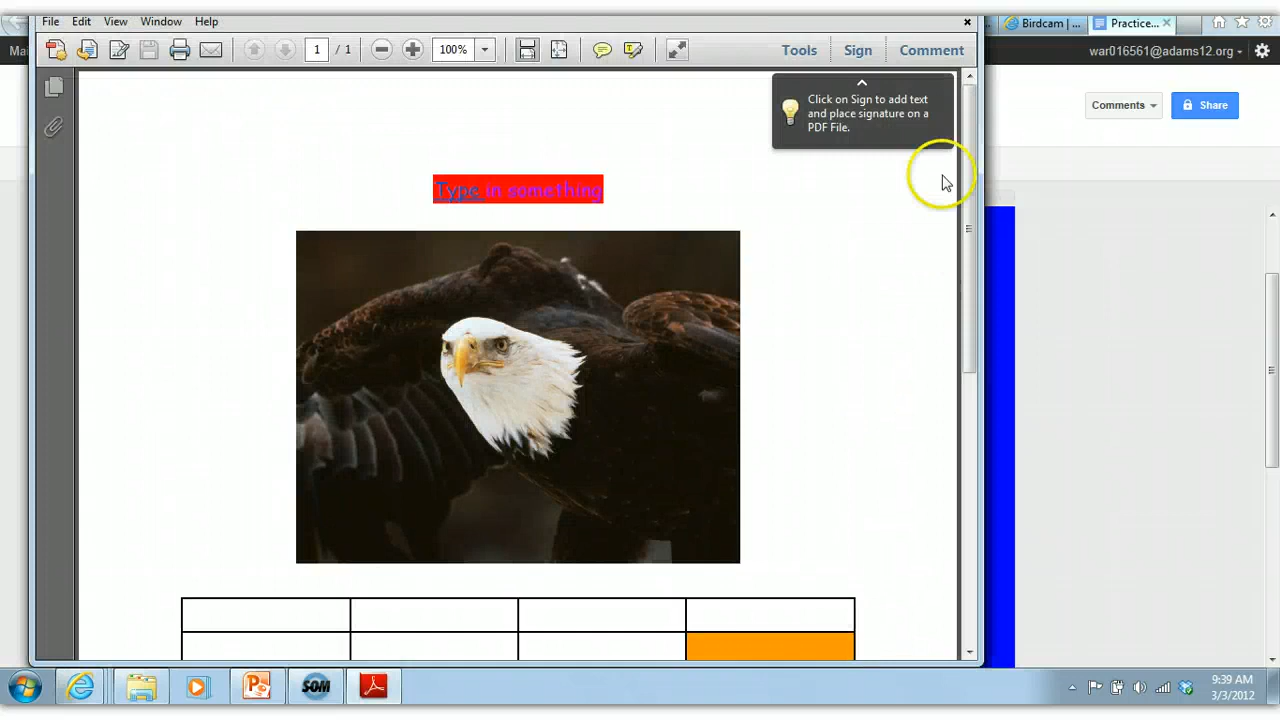 File Edit View Window Help
Birdcam |...
Practice...
war016561@adams12.org
1 / 1
100%
Tools Sign Comment
Comments
Share
Click on Sign to add text
and place signature on a
PDF File.
Type in something
SOM
9:39 AM
3/3/2012